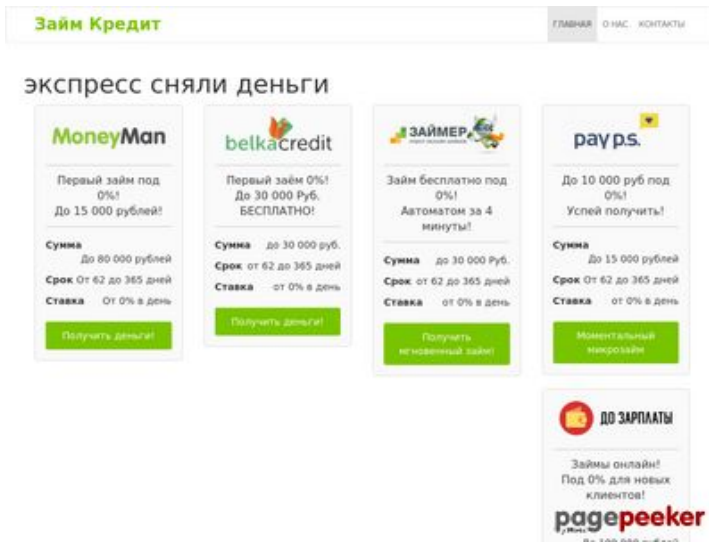 Займ Кредит
ГЛАВНАЯ О НАС КОНТАКТЫ
экспресс сняли деньги
MoneyMan
Первый займ под
0%!
До 15 000 рублей!
Сумма
До 80 000 рублей
Срок От 62 до 365 дней
Ставка От 0% в день
Получить деньги!
belkacredit
Первый заём 0%!
До 30 000 Руб.
БЕСПЛАТНО!
Сумма до 30 000 руб.
Срок от 62 до 365 дней
Ставка от 0% в день
Получить деньги!
ЗАЙМЕР
Займ бесплатно под
0%!
Автоматом за 4
минуты!
Сумма до 30 000 Руб.
Срок от 62 до 365 дней
Ставка от 0% в день
Получить
мгновенный займ!
pay p.s.
До 10 000 руб под
0%!
Успей получить!
Сумма
До 15 000 рублей
Срок От 62 до 365 дней
Ставка От 0% в день
Моментальный
микрозайм
ДО ЗАРПЛАТЫ
Займы онлайн!
Под 0% для новых
клиентов!
pagepeeker
До 100 000 рублей